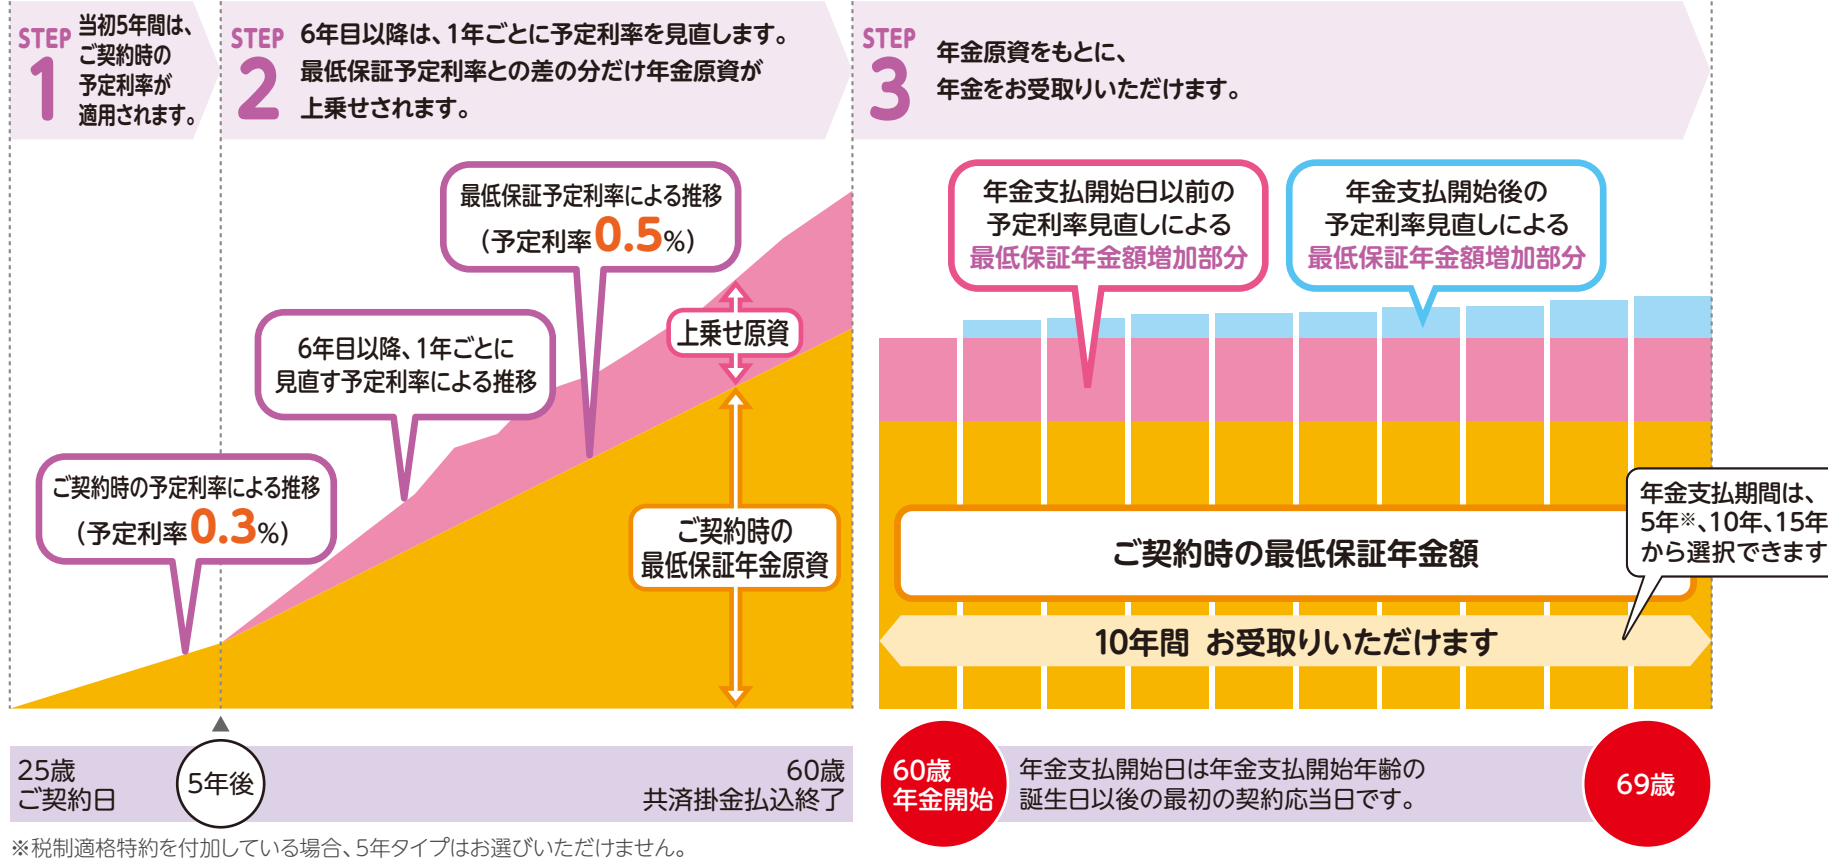 STEP
1
当初5年間は、
ご契約時の
予定利率が
適用されます。
STEP
2
6年目以降は、1年ごとに予定利率を見直します。
最低保証予定利率との差の分だけ年金原資が
上乗せされます。
STEP
3
年金原資をもとに、
年金をお受取りいただけます。
最低保証予定利率による推移
(予定利率0.5%)
6年目以降、1年ごとに
見直す予定利率による推移
ご契約時の予定利率による推移
(予定利率0.3%)
上乗せ原資
ご契約時の
最低保証年金原資
年金支払開始日以前の
予定利率見直しによる
最低保証年金額増加部分
年金支払開始後の
予定利率見直しによる
最低保証年金額増加部分
年金支払期間は、
5年※、10年、15年
から選択できます
ご契約時の最低保証年金額
10年間 お受取りいただけます
25歳
ご契約日
5年後
60歳
共済掛金払込終了
60歳
年金開始
年金支払開始日は年金支払開始年齢の
誕生日以後の最初の契約応当日です。
69歳
※税制適格特約を付加している場合、5年タイプはお選びいただけません。